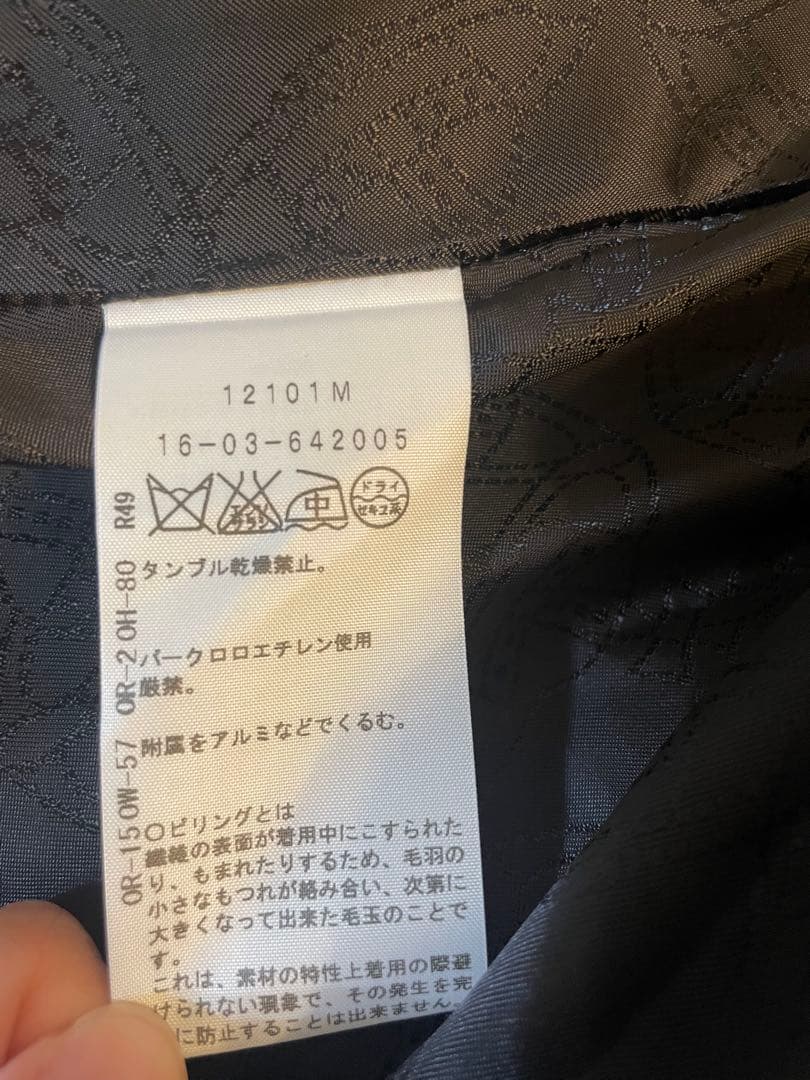 12101M
16-03-642005
エンソサラシ
中
ドライ
セキユ系
タンブル乾燥禁止。
パークロロエチレン使用
厳禁。
附属をアルミなどでくるむ。
〇ピリングとは
繊維の表面が着用中にこすられた
り、もまれたりするため、毛羽の
小さなもつれが絡み合い、次第に
大きくなって出来た毛玉のことで
す。
これは、素材の特性上着用の際避
けられない現象で、その発生を完
に防止することは出来ません。
OR-150W-57 OR-2 OH-80 R49